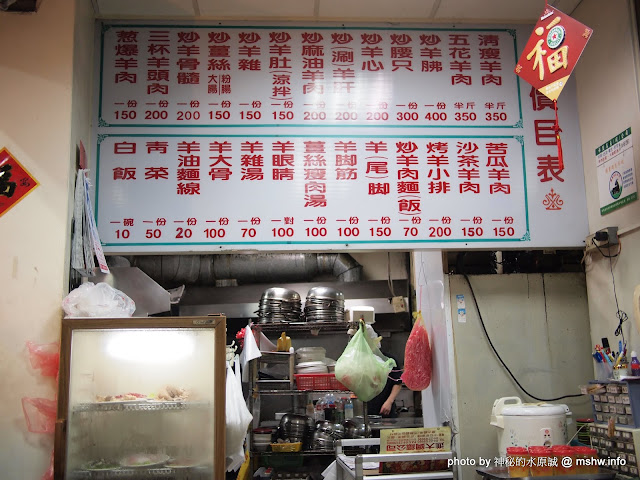 價目表
清瘦羊肉 半斤 350
五花羊肉 半斤 350
炒羊胇 一份 400
炒腰只 一份 300
炒羊心 一份 200
炒(涮)羊肝 一份 200
炒麻油羊肉 一份 200
炒羊肚(涼拌) 一份 150
炒羊雜 一份 150
炒薑絲大腸粉腸 一份 150
炒羊骨髓 一份 200
三杯羊頭肉 一份 200
蔥爆羊肉 一份 150
苦瓜羊肉 一份 150
沙茶羊肉 一份 150
烤羊小排 一份 200
炒羊肉麵(飯) 一份 70
羊(尾)腳 一份 150
羊腳筋 一份 100
薑絲瘦肉湯 一份 100
羊眼睛 一對 100
羊雜湯 一份 70
羊大骨 一份 100
羊油麵線 一份 20
青菜 一份 50
白飯 一碗 10
福
photo by 神秘的水原誠 @ mshw.info